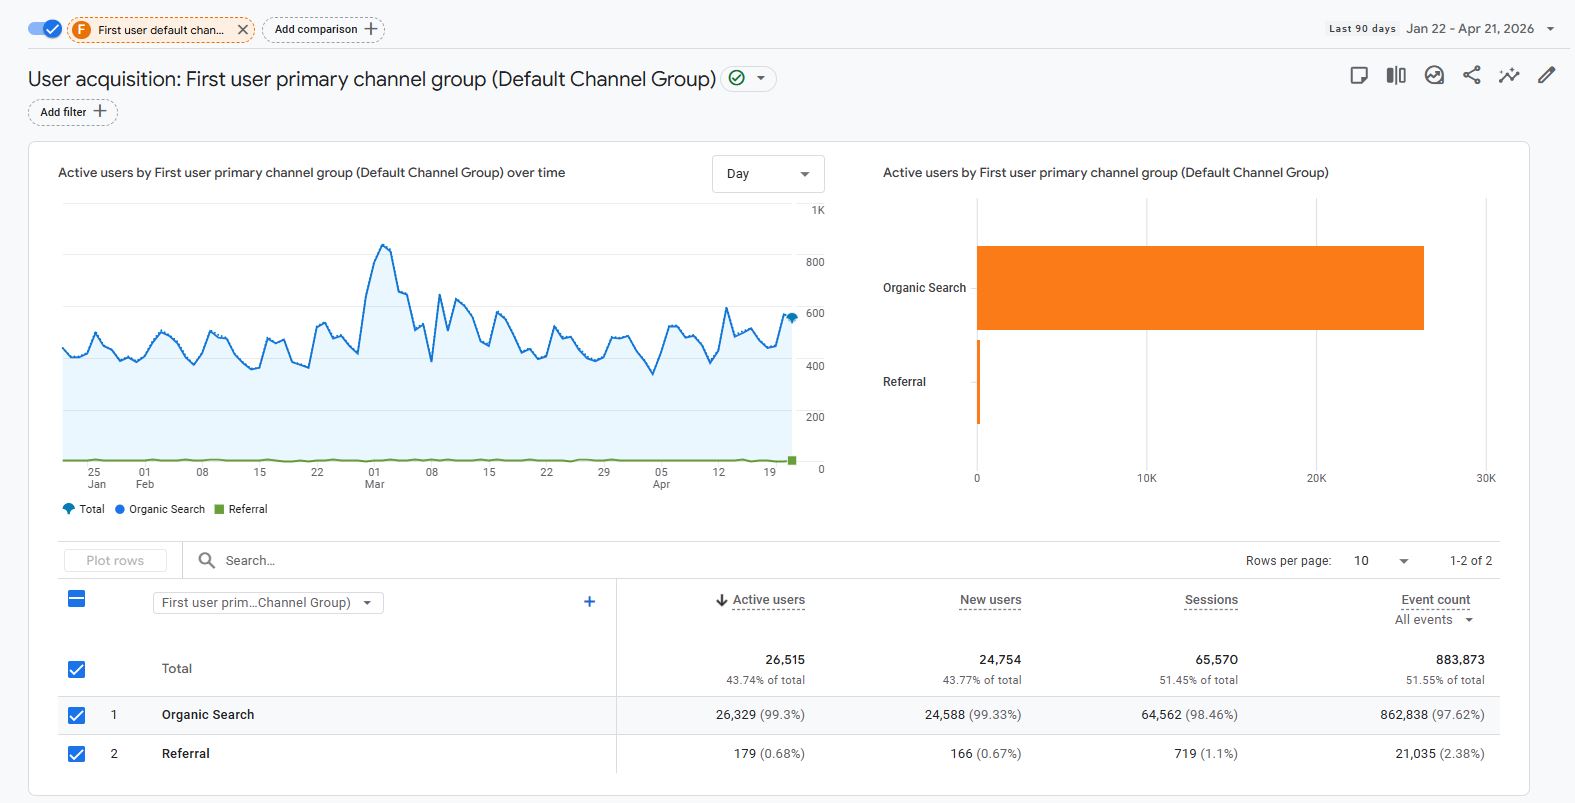 F First user default chan...
Add comparison
Last 90 days Jan 22 - Apr 21, 2026
User acquisition: First user primary channel group (Default Channel Group)
Add filter
Active users by First user primary channel group (Default Channel Group) over time
Day
1K
800
600
400
200
0
25 01 08 15 22 01 08 15 22 29 05 12 19
Jan Feb Mar Apr
Total Organic Search Referral
Active users by First user primary channel group (Default Channel Group)
Organic Search
Referral
0 10K 20K 30K
Plot rows
Search...
Rows per page: 10 1-2 of 2
First user prim...Channel Group) + Active users New users Sessions Event count
All events
Total 26,515 24,754 65,570 883,873
43.74% of total 43.77% of total 51.45% of total 51.55% of total
1 Organic Search 26,329 (99.3%) 24,588 (99.33%) 64,562 (98.46%) 862,838 (97.62%)
2 Referral 179 (0.68%) 166 (0.67%) 719 (1.1%) 21,035 (2.38%)